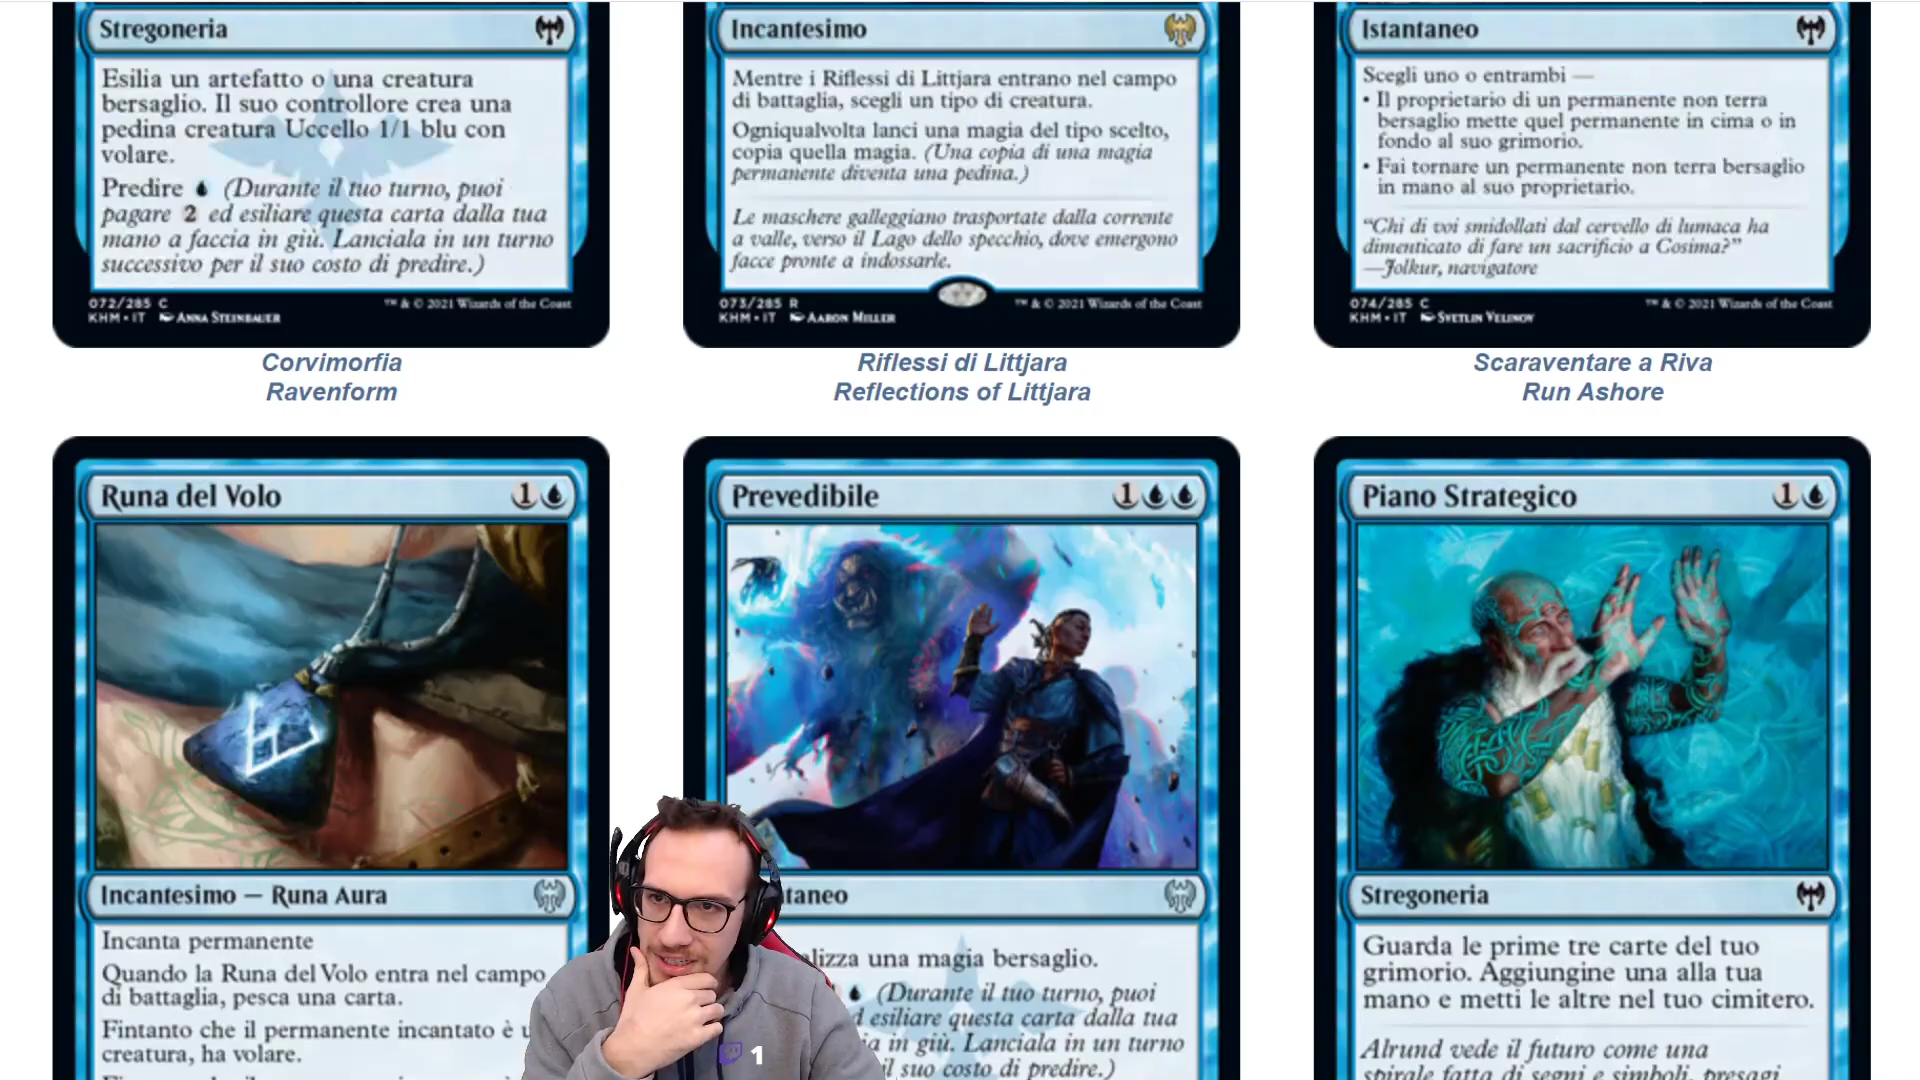 Stregoneria
Esilia un artefatto o una creatura
bersaglio. Il suo controllore crea una
pedina creatura Uccello 1/1 blu con
volare.
Predire (Durante il tuo turno, puoi
pagare 2 ed esiliare questa carta dalla tua
mano a faccia in giù. Lanciala in un turno
successivo per il suo costo di predire.)
072/285 C
™ & © 2021 Wizards of the Coast
KHM • IT ANNA STEINBAUER
Corvimorfia
Ravenform
Incantesimo
Mentre i Riflessi di Littjara entrano nel campo
di battaglia, scegli un tipo di creatura.
Ogniqualvolta lanci una magia del tipo scelto,
copia quella magia. (Una copia di una magia
permanente diventa una pedina.)
Le maschere galleggiano trasportate dalla corrente
a valle, verso il Lago dello specchio, dove emergono
facce pronte a indossarle.
073/285 R
™ & © 2021 Wizards of the Coast
KHM • IT AARON MILLER
Riflessi di Littjara
Reflections of Littjara
Istantaneo
Scegli uno o entrambi —
• Il proprietario di un permanente non terra
bersaglio mette quel permanente in cima o in
fondo al suo grimorio.
• Fai tornare un permanente non terra bersaglio
in mano al suo proprietario.
“Chi di voi smidollati dal cervello di lumaca ha
dimenticato di fare un sacrificio a Cosima?”
—Jolkur, navigatore
074/285 C
™ & © 2021 Wizards of the Coast
KHM • IT SVETLIN VELINOV
Scaraventare a Riva
Run Ashore
Runa del Volo 1
Incantesimo — Runa Aura
Incanta permanente
Quando la Runa del Volo entra nel campo
di battaglia, pesca una carta.
Fintanto che il permanente incantato è u
creatura, ha volare.
Prevedibile 1
taneo
lizza una magia bersaglio.
(Durante il tuo turno, puoi
d esiliare questa carta dalla tua
ia in giù. Lanciala in un turno
il suo costo di predire.)
1
Piano Strategico 1
Stregoneria
Guarda le prime tre carte del tuo
grimorio. Aggiungine una alla tua
mano e metti le altre nel tuo cimitero.
Alrund vede il futuro come una
spirale fatta di segni e simboli, presagi